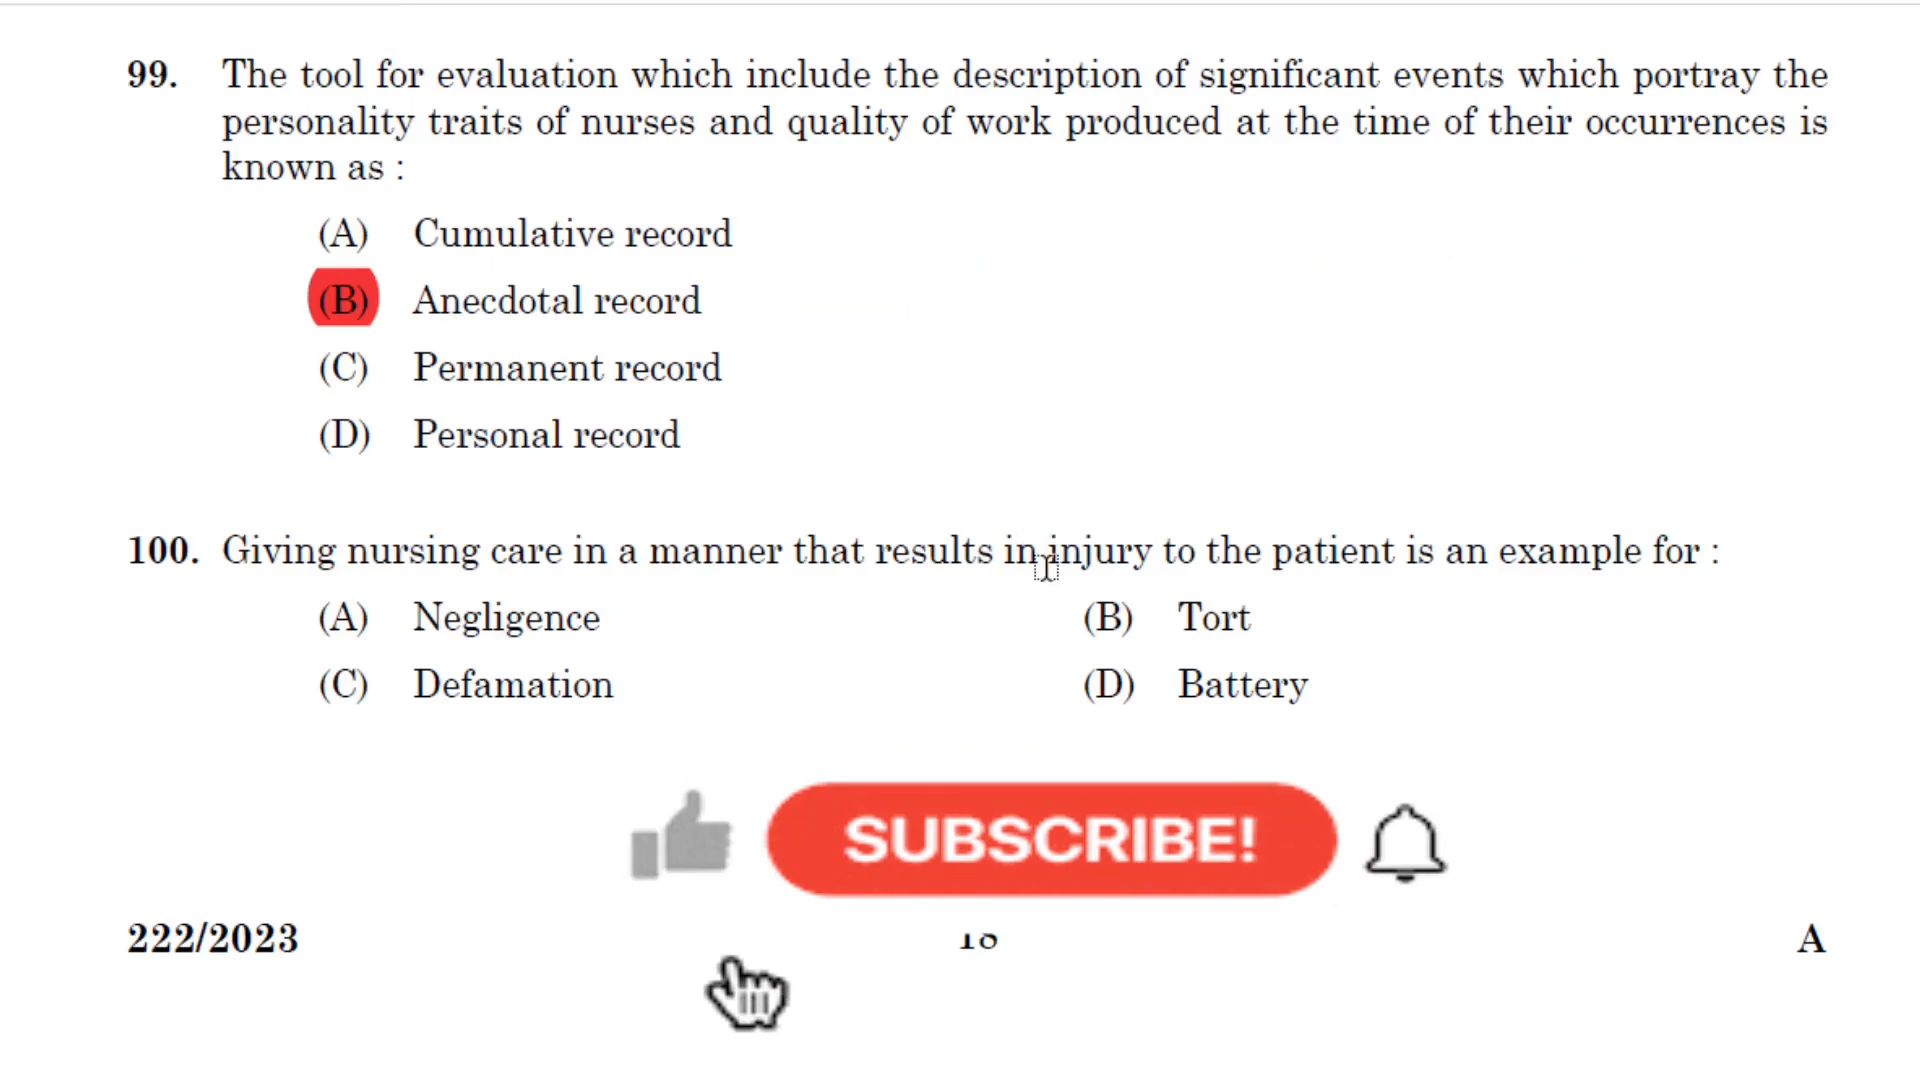 99. The tool for evaluation which include the description of significant events which portray the
personality traits of nurses and quality of work produced at the time of their occurrences is
known as :
(A) Cumulative record
(B) Anecdotal record
(C) Permanent record
(D) Personal record
100. Giving nursing care in a manner that results in injury to the patient is an example for :
(A) Negligence (B) Tort
(C) Defamation (D) Battery
SUBSCRIBE!
222/2023 A